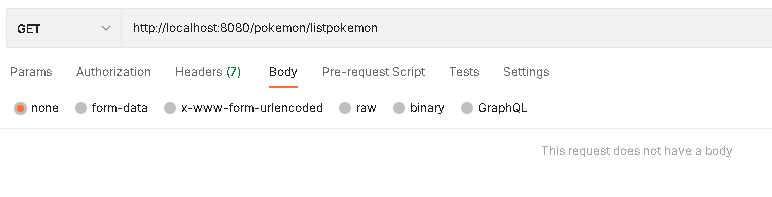 GET http://localhost:8080/pokemon/listpokemon
Params Authorization Headers (7) Body Pre-request Script Tests Settings
none form-data x-www-form-urlencoded raw binary GraphQL
This request does not have a body